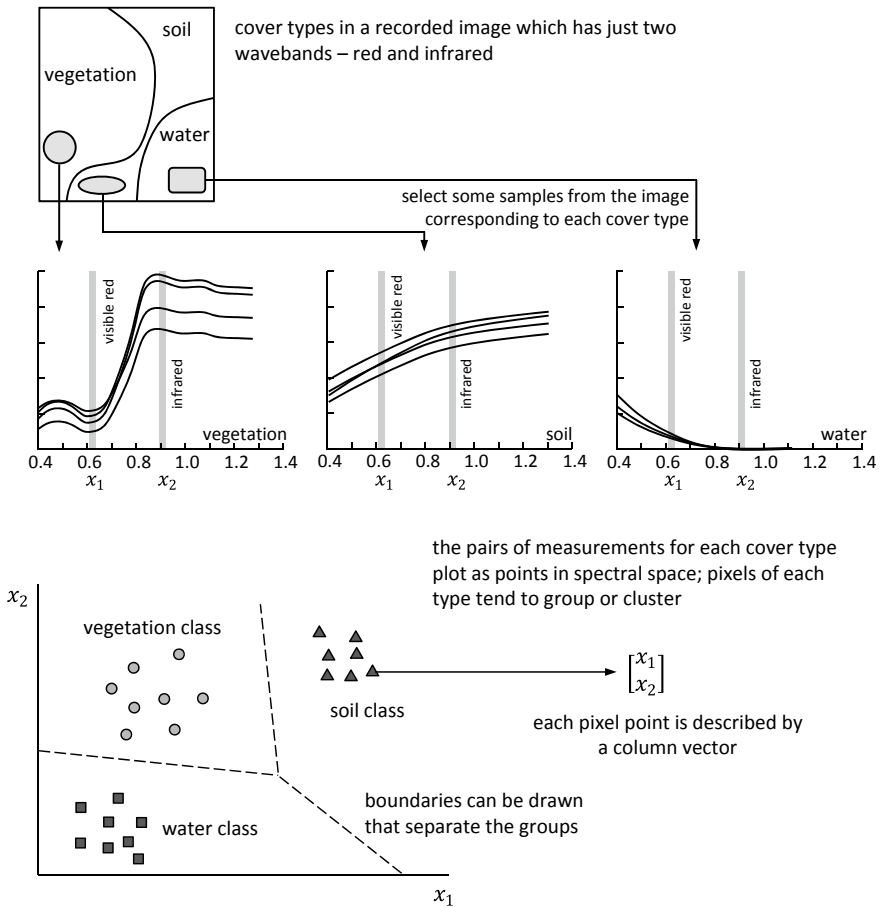 soil
cover types in a recorded image which has just two
wavebands – red and infrared
vegetation
water
select some samples from the image
corresponding to each cover type
visible red
infrared
vegetation
0.4 0.6 0.8 1.0 1.2 1.4
x₁ x₂
visible red
infrared
soil
0.4 0.6 0.8 1.0 1.2 1.4
x₁ x₂
visible red
infrared
water
0.4 0.6 0.8 1.0 1.2 1.4
x₁ x₂
the pairs of measurements for each cover type
plot as points in spectral space; pixels of each
type tend to group or cluster
x₂
vegetation class
soil class
[x₁
x₂]
each pixel point is described by
a column vector
water class
boundaries can be drawn
that separate the groups
x₁